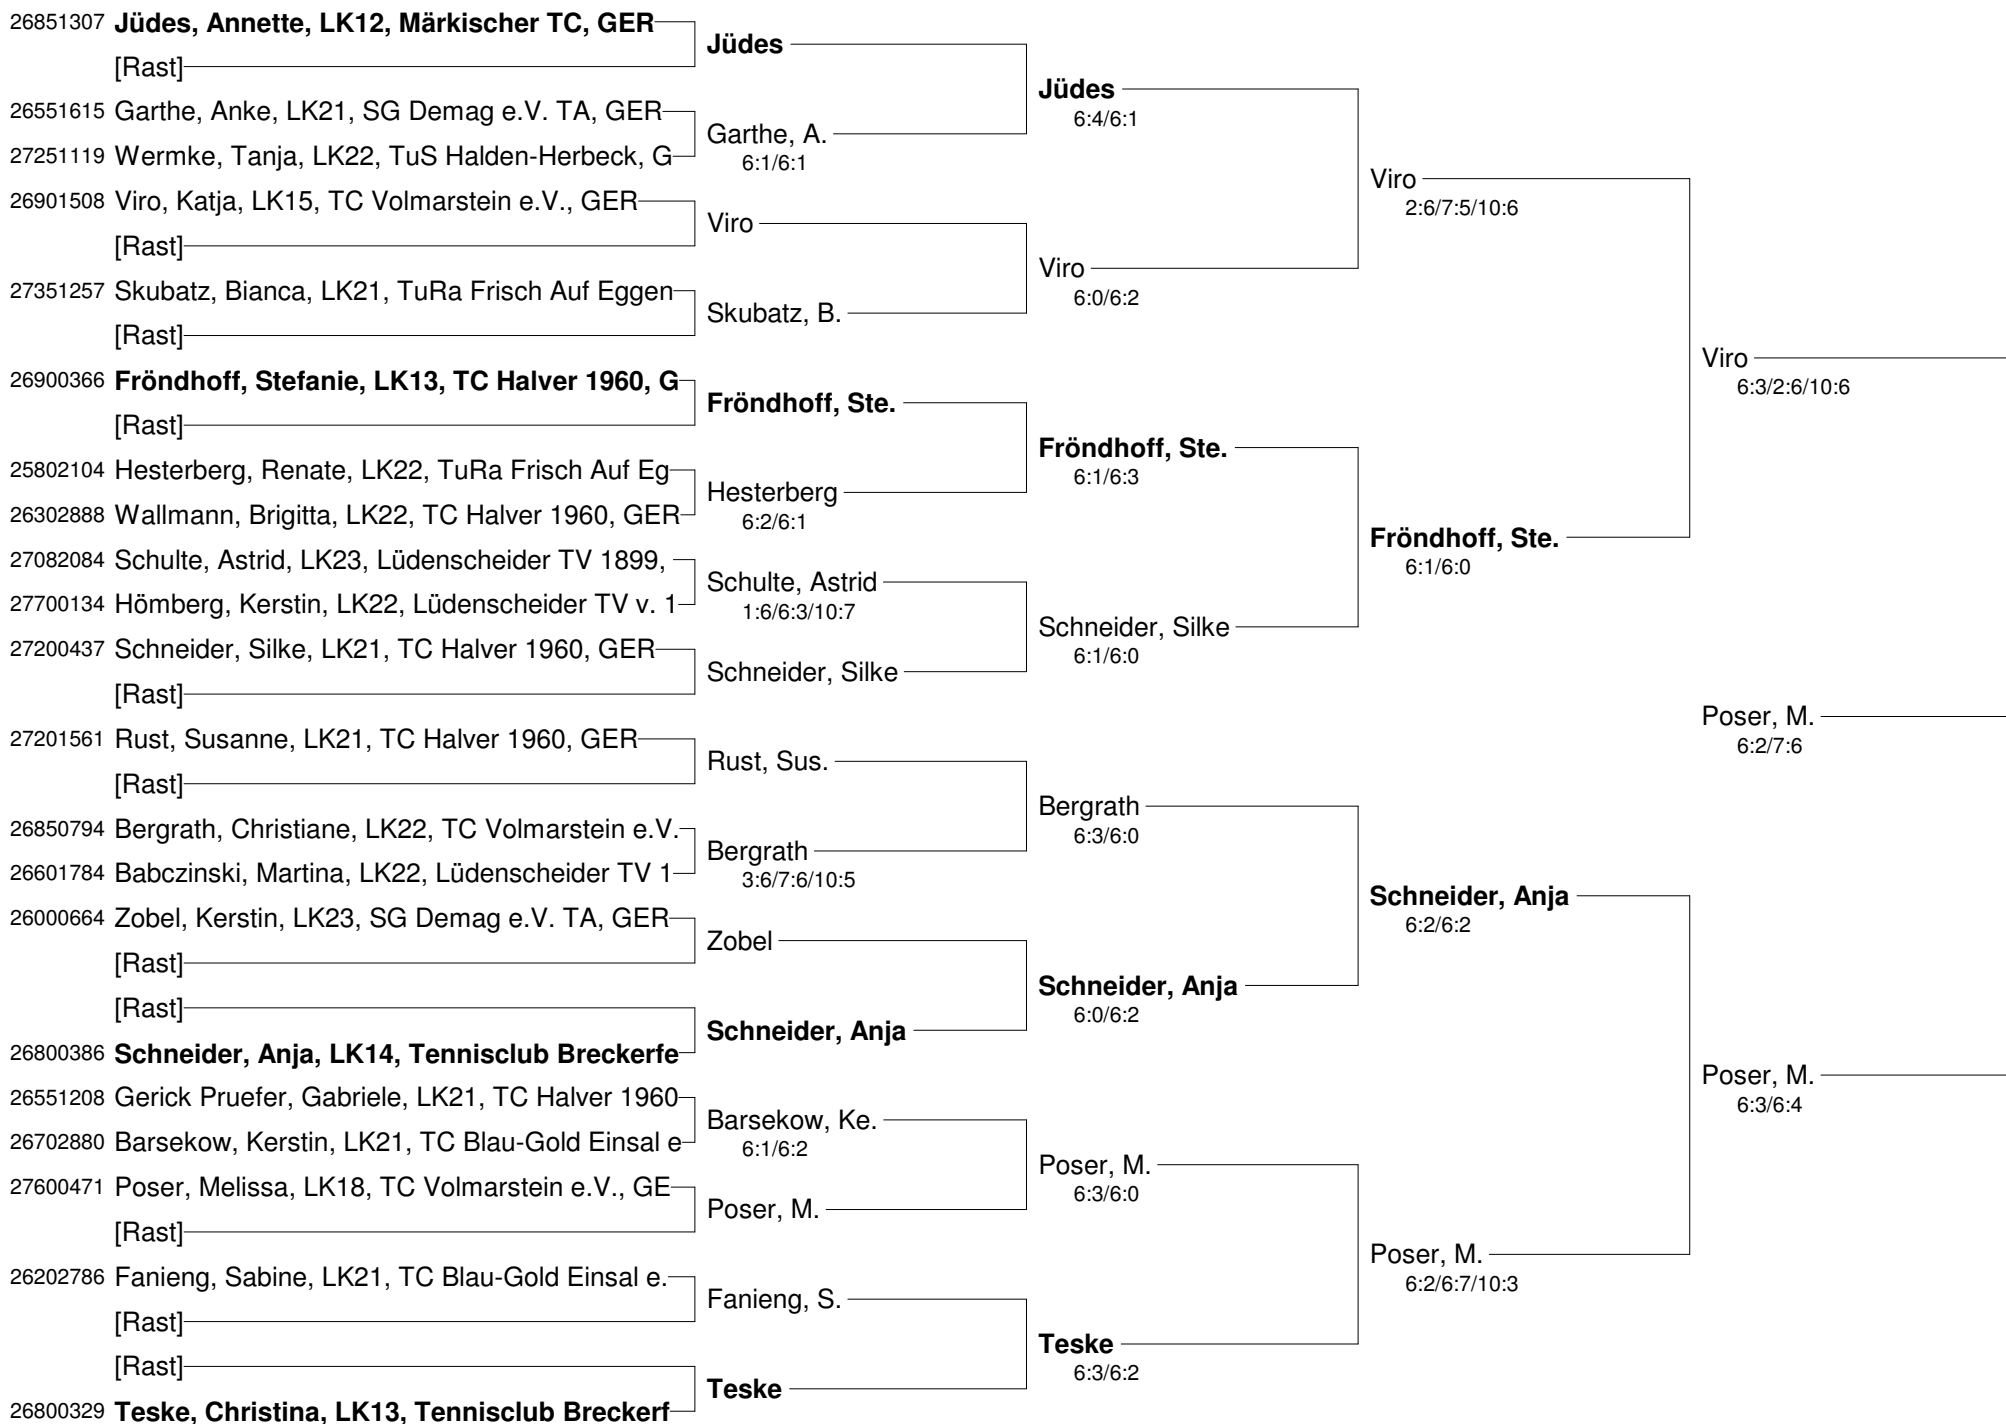 26851307 Jüdes, Annette, LK12, Märkischer TC, GER
[Rast]
26551615 Garthe, Anke, LK21, SG Demag e.V. TA, GER
27251119 Wermke, Tanja, LK22, TuS Halden-Herbeck, G
26901508 Viro, Katja, LK15, TC Volmarstein e.V., GER
[Rast]
27351257 Skubatz, Bianca, LK21, TuRa Frisch Auf Eggen
[Rast]
26900366 Fröndhoff, Stefanie, LK13, TC Halver 1960, G
[Rast]
25802104 Hesterberg, Renate, LK22, TuRa Frisch Auf Eg
26302888 Wallmann, Brigitta, LK22, TC Halver 1960, GER
27082084 Schulte, Astrid, LK23, Lüdenscheider TV 1899,
27700134 Hömberg, Kerstin, LK22, Lüdenscheider TV v. 1
27200437 Schneider, Silke, LK21, TC Halver 1960, GER
[Rast]
27201561 Rust, Susanne, LK21, TC Halver 1960, GER
[Rast]
26850794 Bergrath, Christiane, LK22, TC Volmarstein e.V.
26601784 Babczinski, Martina, LK22, Lüdenscheider TV 1
26000664 Zobel, Kerstin, LK23, SG Demag e.V. TA, GER
[Rast]
[Rast]
26800386 Schneider, Anja, LK14, Tennisclub Breckerfe
26551208 Gerick Pruefer, Gabriele, LK21, TC Halver 1960
26702880 Barsekow, Kerstin, LK21, TC Blau-Gold Einsal e
27600471 Poser, Melissa, LK18, TC Volmarstein e.V., GE
[Rast]
26202786 Fanieng, Sabine, LK21, TC Blau-Gold Einsal e.
[Rast]
[Rast]
26800329 Teske, Christina, LK13, Tennisclub Breckerf
Jüdes
Garthe, A.
6:1/6:1
Viro
Skubatz, B.
Fröndhoff, Ste.
Hesterberg
6:2/6:1
Schulte, Astrid
1:6/6:3/10:7
Schneider, Silke
Rust, Sus.
Bergrath
3:6/7:6/10:5
Zobel
Schneider, Anja
Barsekow, Ke.
6:1/6:2
Poser, M.
Fanieng, S.
Teske
Jüdes
6:4/6:1
Viro
6:0/6:2
Fröndhoff, Ste.
6:1/6:3
Schneider, Silke
6:1/6:0
Bergrath
6:3/6:0
Schneider, Anja
6:0/6:2
Poser, M.
6:3/6:0
Teske
6:3/6:2
Viro
2:6/7:5/10:6
Fröndhoff, Ste.
6:1/6:0
Schneider, Anja
6:2/6:2
Poser, M.
6:2/6:7/10:3
Viro
6:3/2:6/10:6
Poser, M.
6:2/7:6
Poser, M.
6:3/6:4